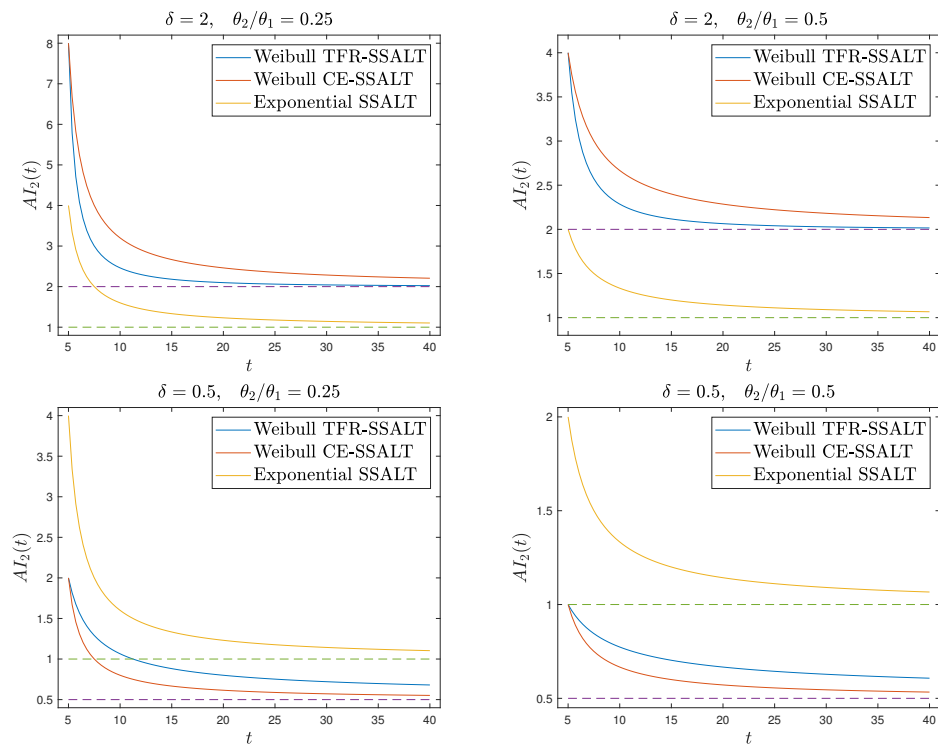 δ = 2, θ₂/θ₁ = 0.25
8
7
6
5
4
3
2
1
AI₂(t)
Weibull TFR-SSALT
Weibull CE-SSALT
Exponential SSALT
5 10 15 20 25 30 35 40
t
δ = 2, θ₂/θ₁ = 0.5
4
3.5
3
2.5
2
1.5
1
AI₂(t)
Weibull TFR-SSALT
Weibull CE-SSALT
Exponential SSALT
5 10 15 20 25 30 35 40
t
δ = 0.5, θ₂/θ₁ = 0.25
4
3.5
3
2.5
2
1.5
1
0.5
AI₂(t)
Weibull TFR-SSALT
Weibull CE-SSALT
Exponential SSALT
5 10 15 20 25 30 35 40
t
δ = 0.5, θ₂/θ₁ = 0.5
2
1.5
1
0.5
AI₂(t)
Weibull TFR-SSALT
Weibull CE-SSALT
Exponential SSALT
5 10 15 20 25 30 35 40
t